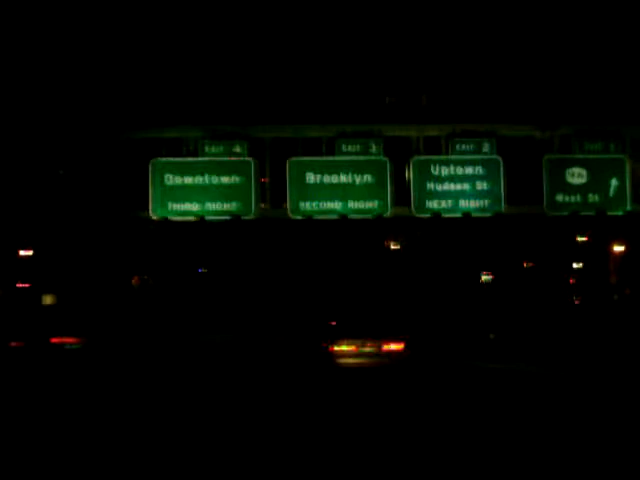 EXIT 4
Downtown
THIRD RIGHT
EXIT 3
Brooklyn
SECOND RIGHT
EXIT 2
Uptown
Hudson St
NEXT RIGHT
EXIT
West St